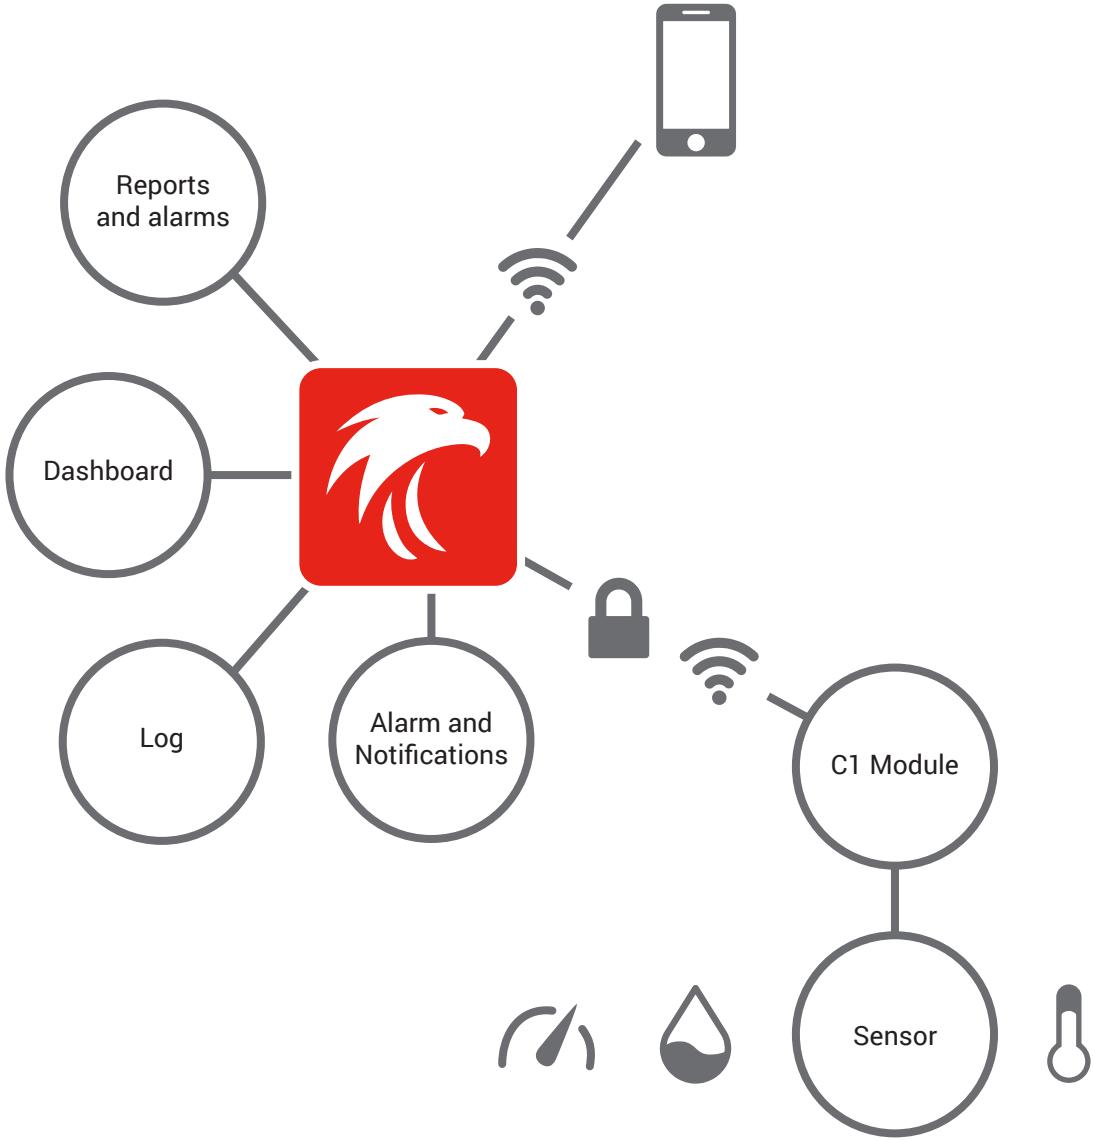 Reports
and alarms
Dashboard
Log
Alarm and
Notifications
C1 Module
Sensor